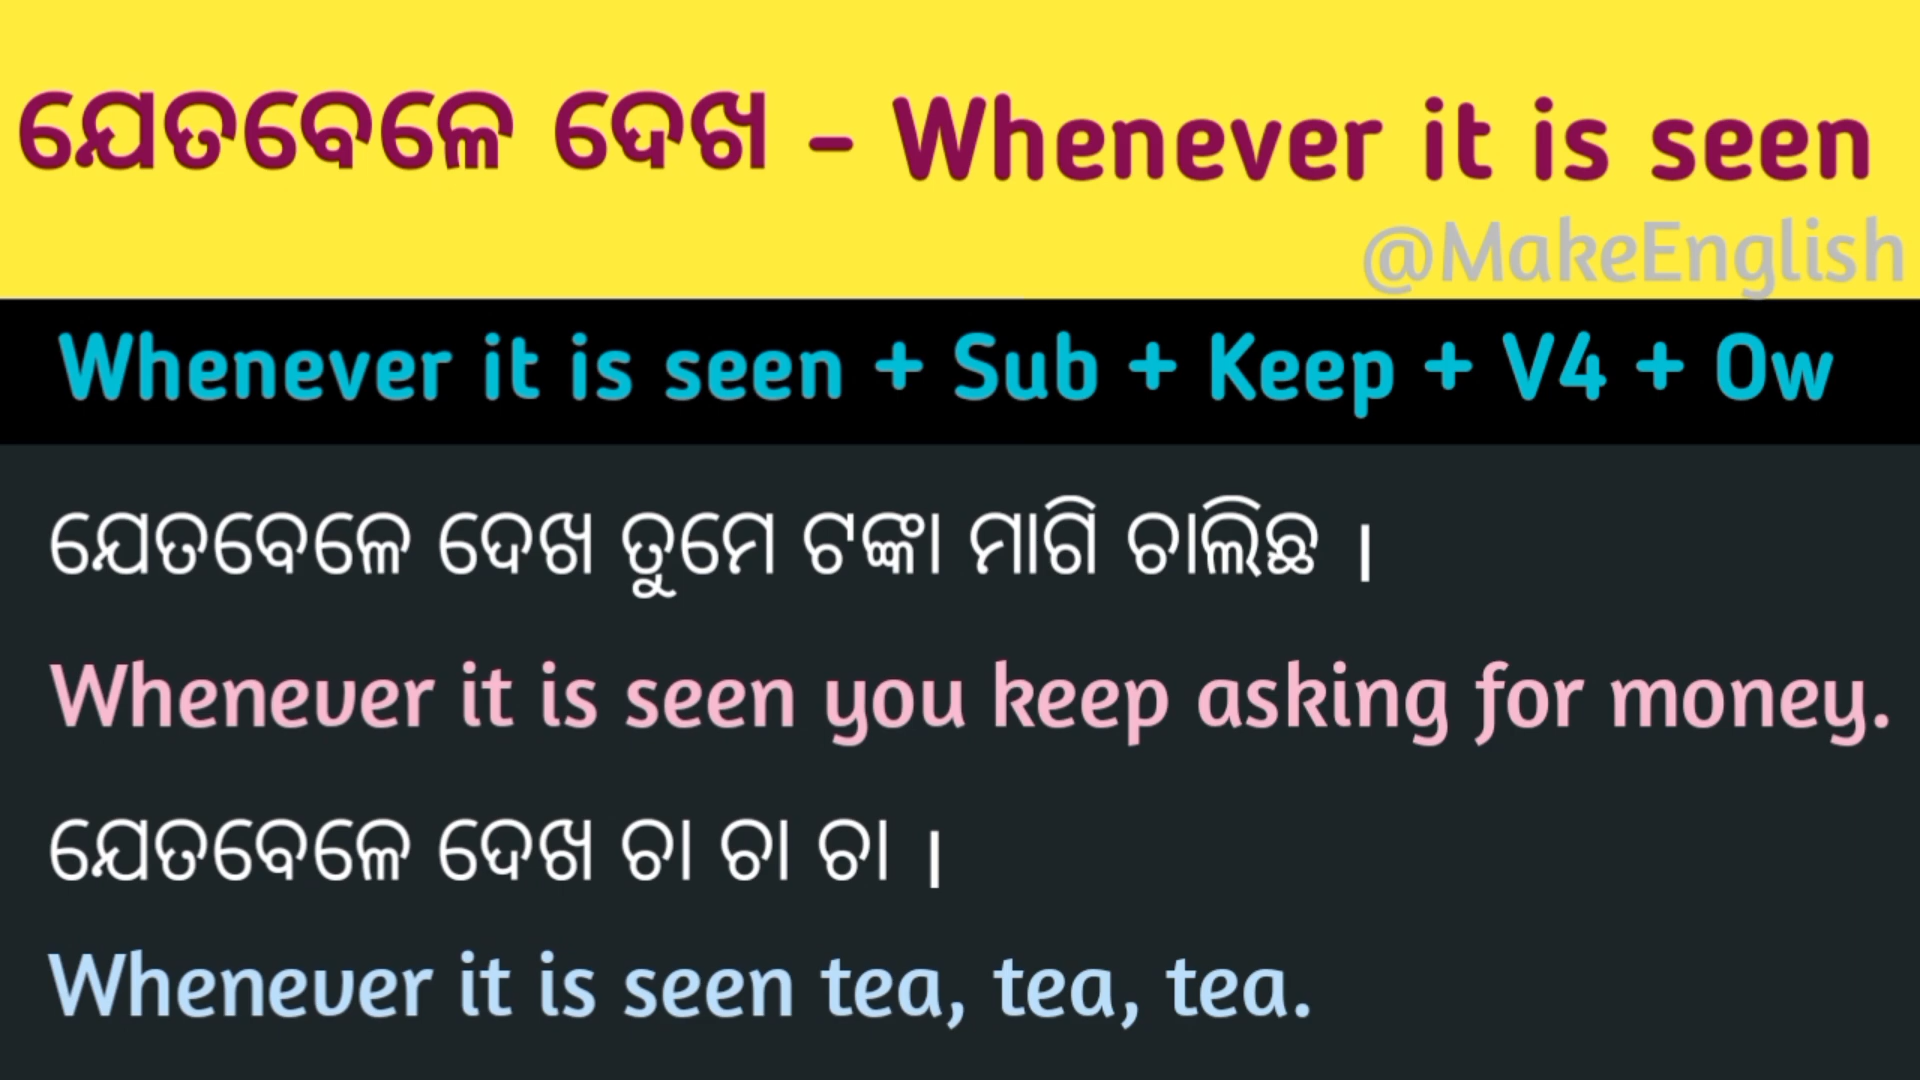 ଯେତବେଳେ ଦେଖ - Whenever it is seen
@MakeEnglish
Whenever it is seen + Sub + Keep + V4 + Ow
ଯେତବେଳେ ଦେଖ ତୁମେ ଟଙ୍କା ମାଗି ଚାଲିଛ ।
Whenever it is seen you keep asking for money.
ଯେତବେଳେ ଦେଖ ଚା ଚା ଚା ।
Whenever it is seen tea, tea, tea.